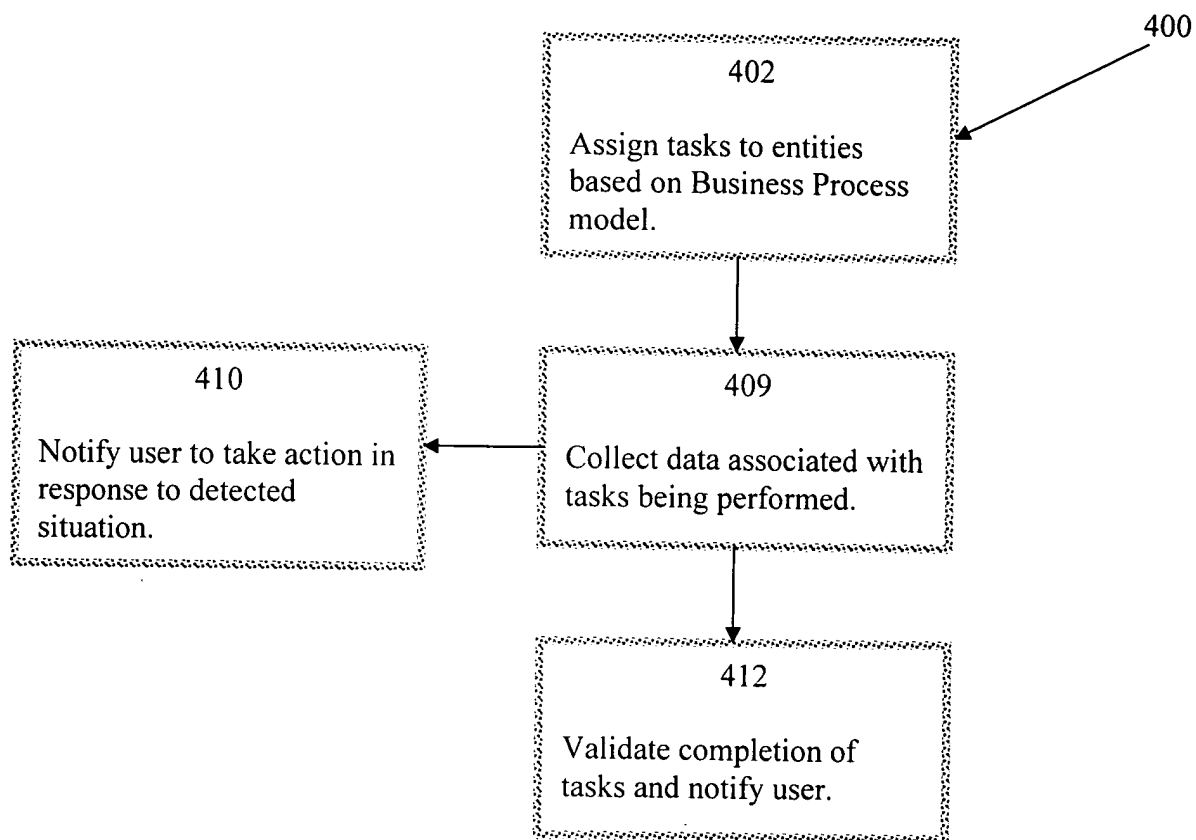 400
402
Assign tasks to entities
based on Business Process
model.
410
Notify user to take action in
response to detected
situation.
409
Collect data associated with
tasks being performed.
412
Validate completion of
tasks and notify user.